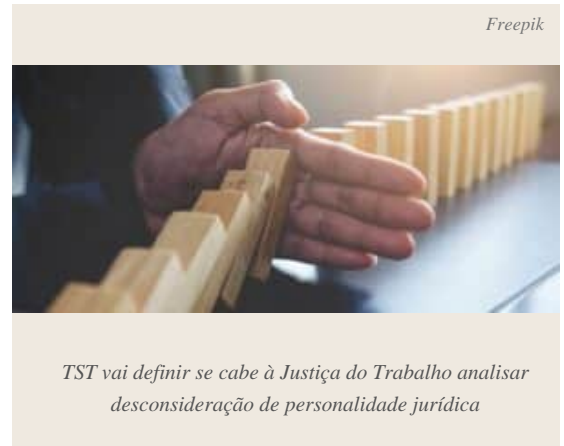 Freepik
TST vai definir se cabe à Justiça do Trabalho analisar
desconsideração de personalidade jurídica